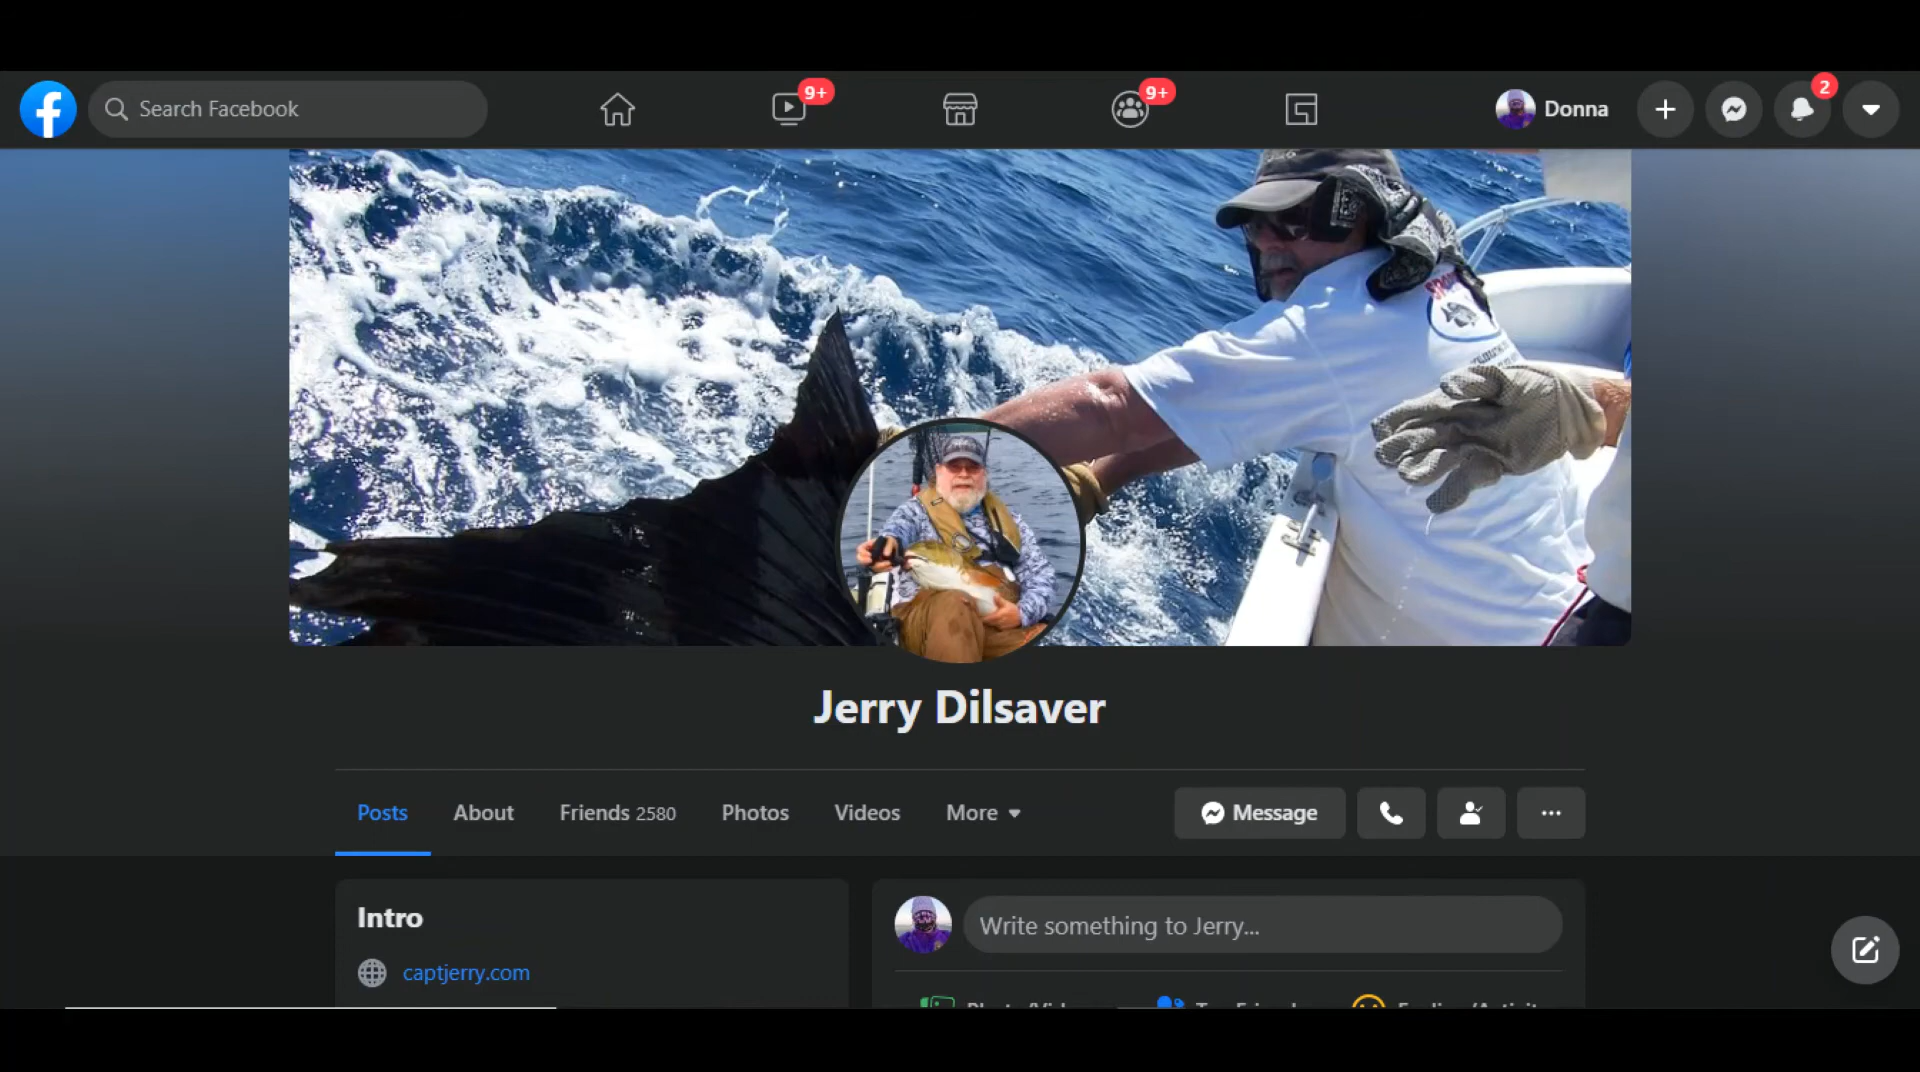 Search Facebook
9+
9+
Donna
2
Jerry Dilsaver
Posts
About
Friends 2580
Photos
Videos
More
Message
Intro
Write something to Jerry...
captjerry.com